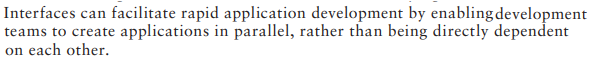 Interfaces can facilitate rapid application development by enabling development
teams to create applications in parallel, rather than being directly dependent
on each other.